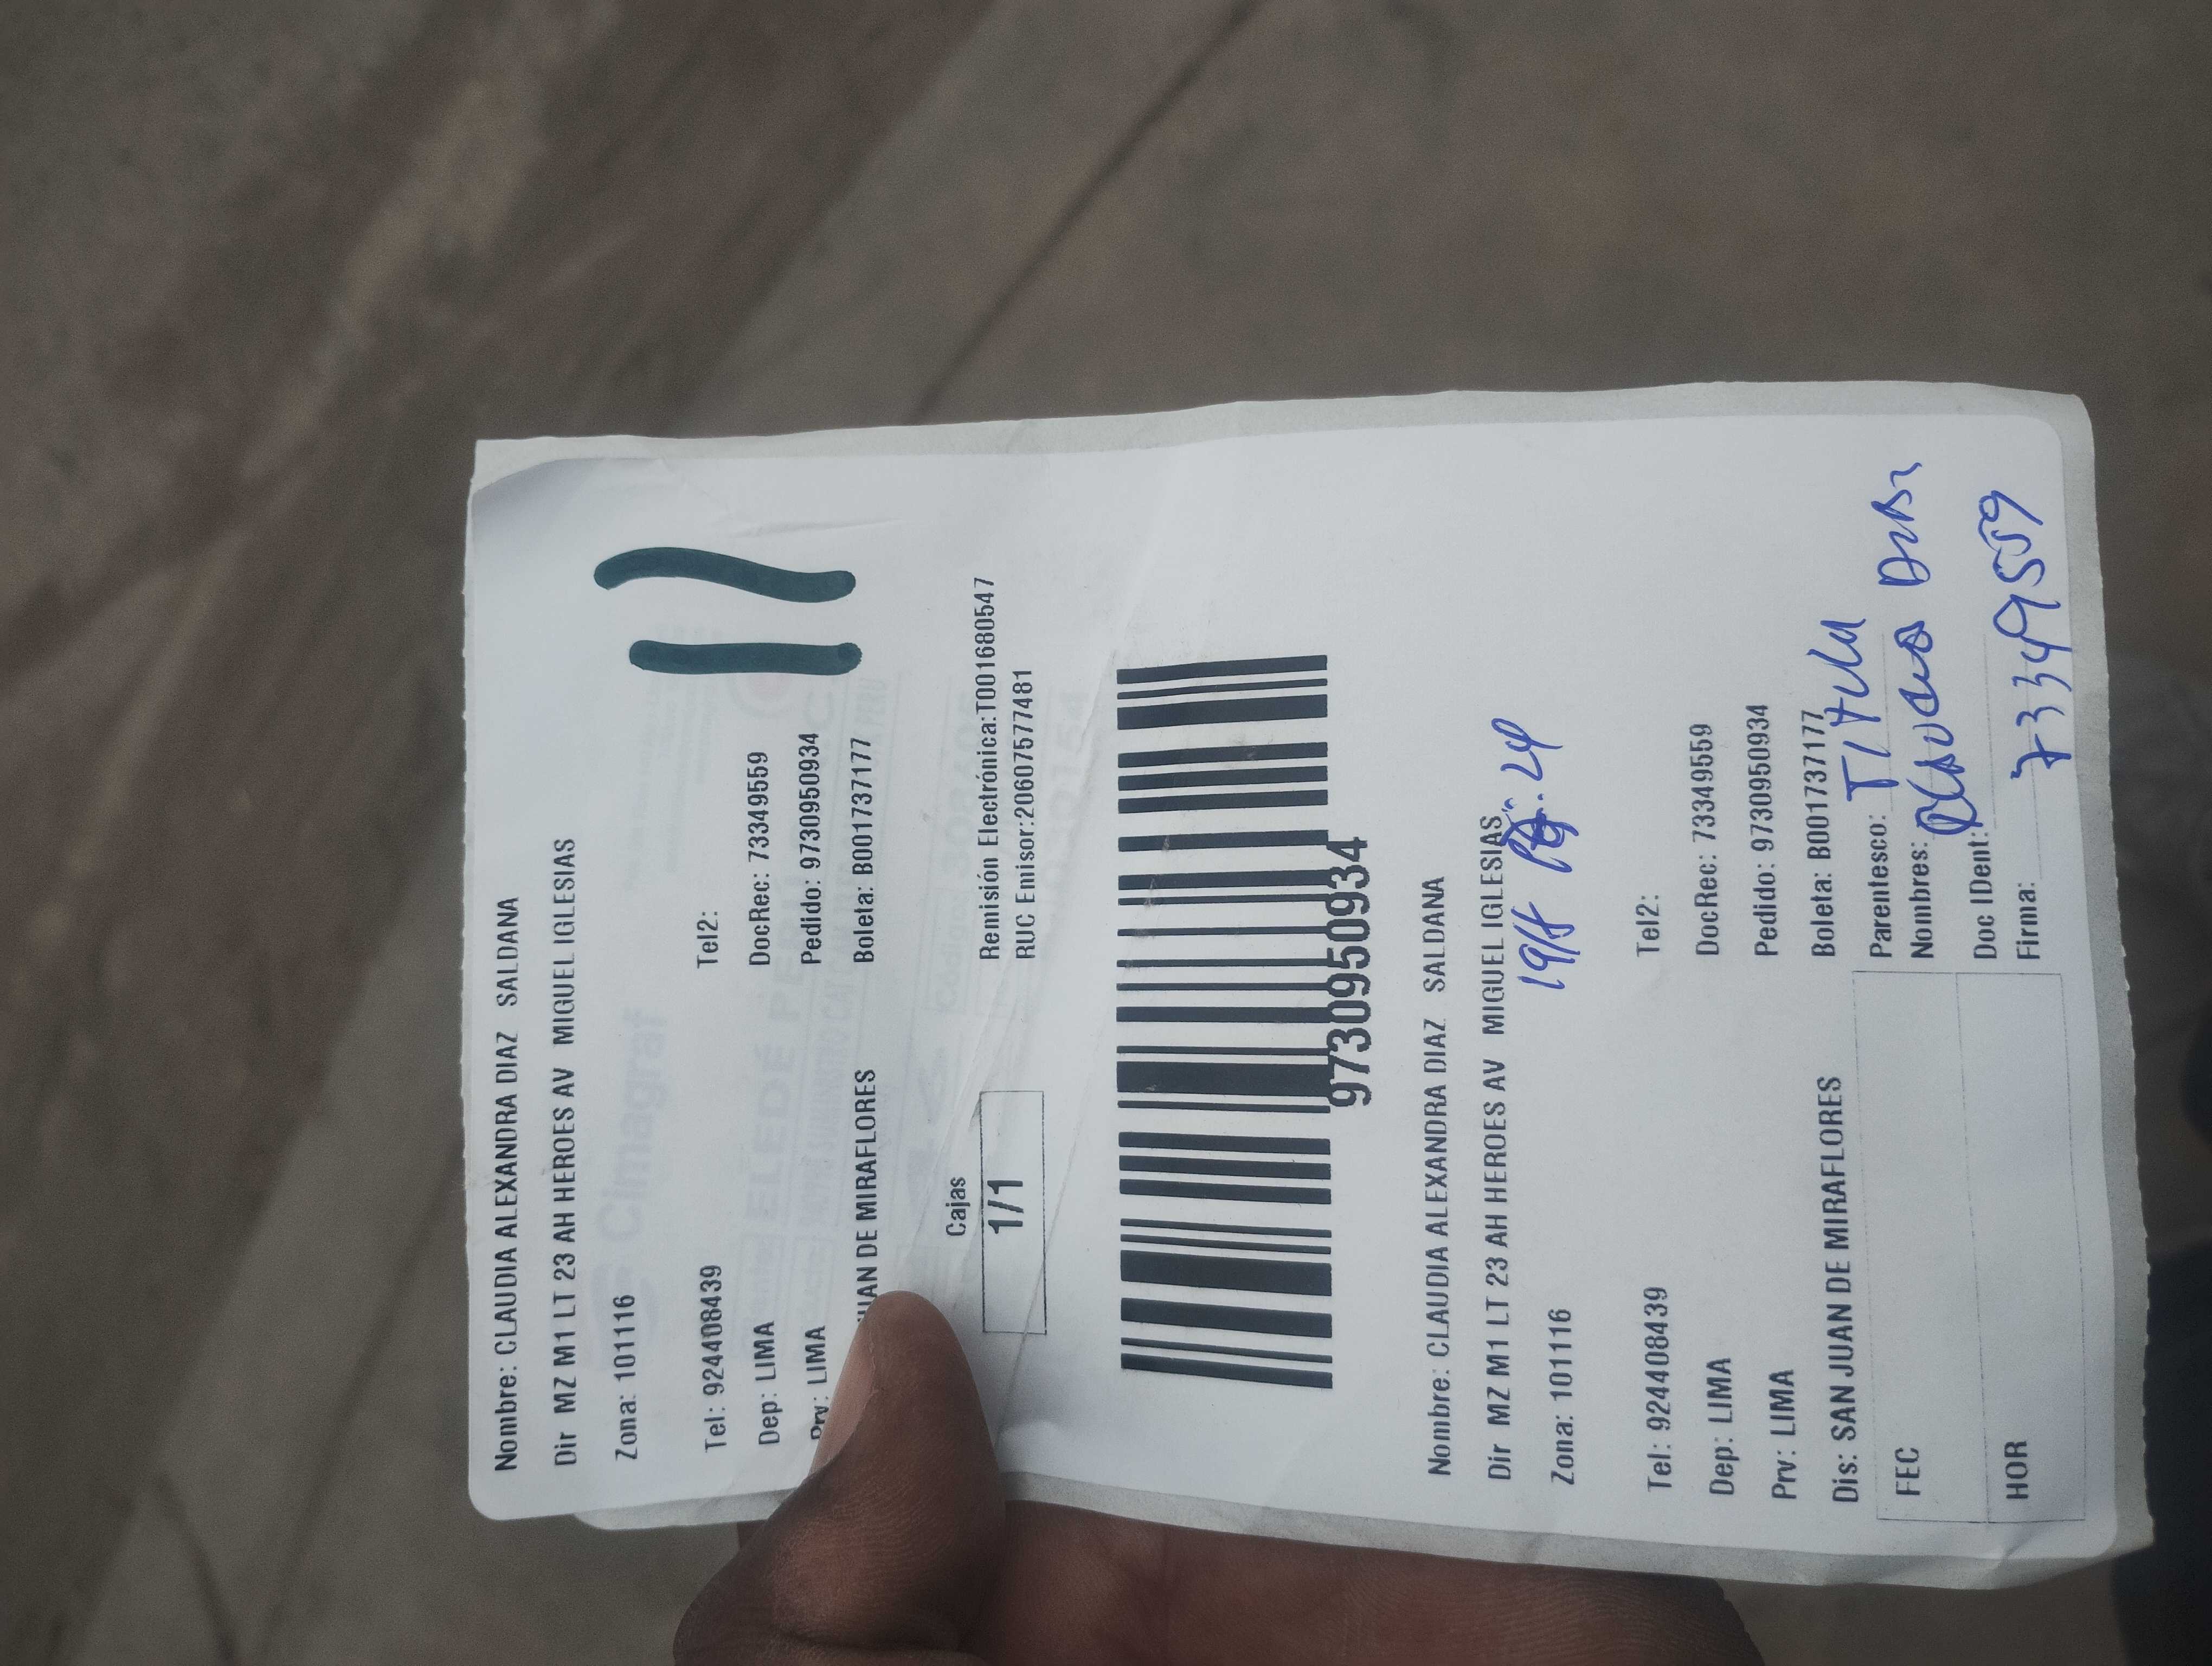 Nombre: CLAUDIA ALEXANDRA DIAZ SALDANA
Dir MZ M1 LT 23 AH HEROES AV MIGUEL IGLESIAS
Zona: 101116
11
Tel: 924408439 Tel2:
Dep: LIMA DocRec: 73349559
Prv: LIMA Pedido: 9730950934
JUAN DE MIRAFLORES Boleta: B001737177
Cajas
1/1
Remisión Electrónica:T001680547
RUC Emisor:20607577481
9730950934
Nombre: CLAUDIA ALEXANDRA DIAZ SALDANA
Dir MZ M1 LT 23 AH HEROES AV MIGUEL IGLESIAS
Zona: 101116
Tel: 924408439 Tel2:
Dep: LIMA DocRec: 73349559
Prv: LIMA Pedido: 9730950934
Dis: SAN JUAN DE MIRAFLORES Boleta: B001737177
FEC
HOR
Parentesco: Titula
Nombres:
Doc IDent: 73349559
Firma: